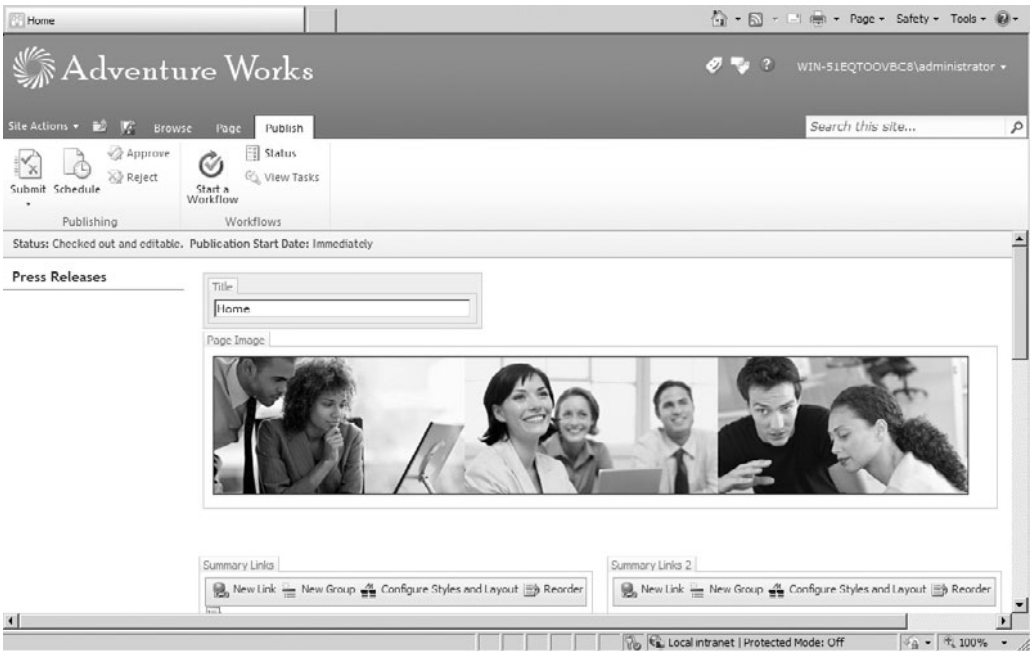 Home
Page Safety Tools
Adventure Works
WIN-51EQTOOVBC8\administrator
Site Actions Browse Page Publish
Search this site...
Submit Schedule Approve Reject Start a Workflow Status View Tasks
Publishing Workflows
Status: Checked out and editable. Publication Start Date: Immediately
Press Releases
Title
Home
Page Image
Summary Links Summary Links 2
New Link New Group Configure Styles and Layout Reorder New Link New Group Configure Styles and Layout Reorder
Local intranet | Protected Mode: Off 100%